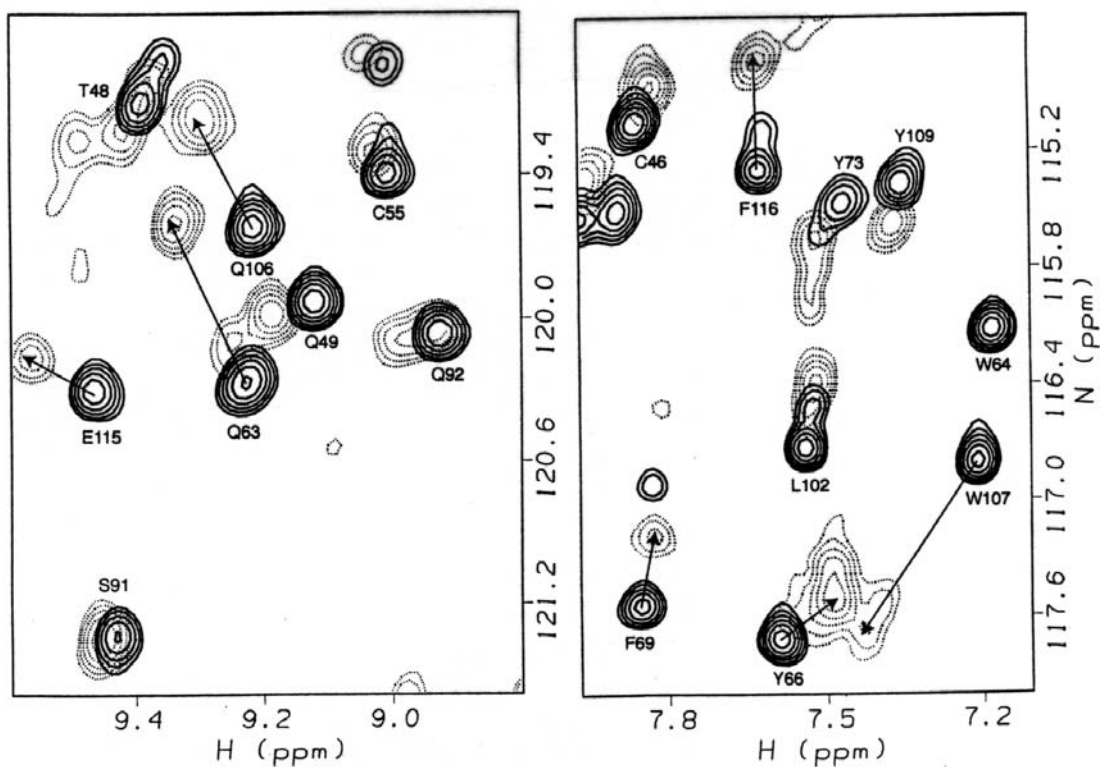 T48
Q106
C55
Q49
Q92
E115
Q63
S91
119.4
120.0
120.6
121.2
9.4 9.2 9.0
H (ppm)
C46
F116
Y73
Y109
W64
L102
W107
F69
Y66
115.2
115.8
116.4
117.0
117.6
N (ppm)
7.8 7.5 7.2
H (ppm)